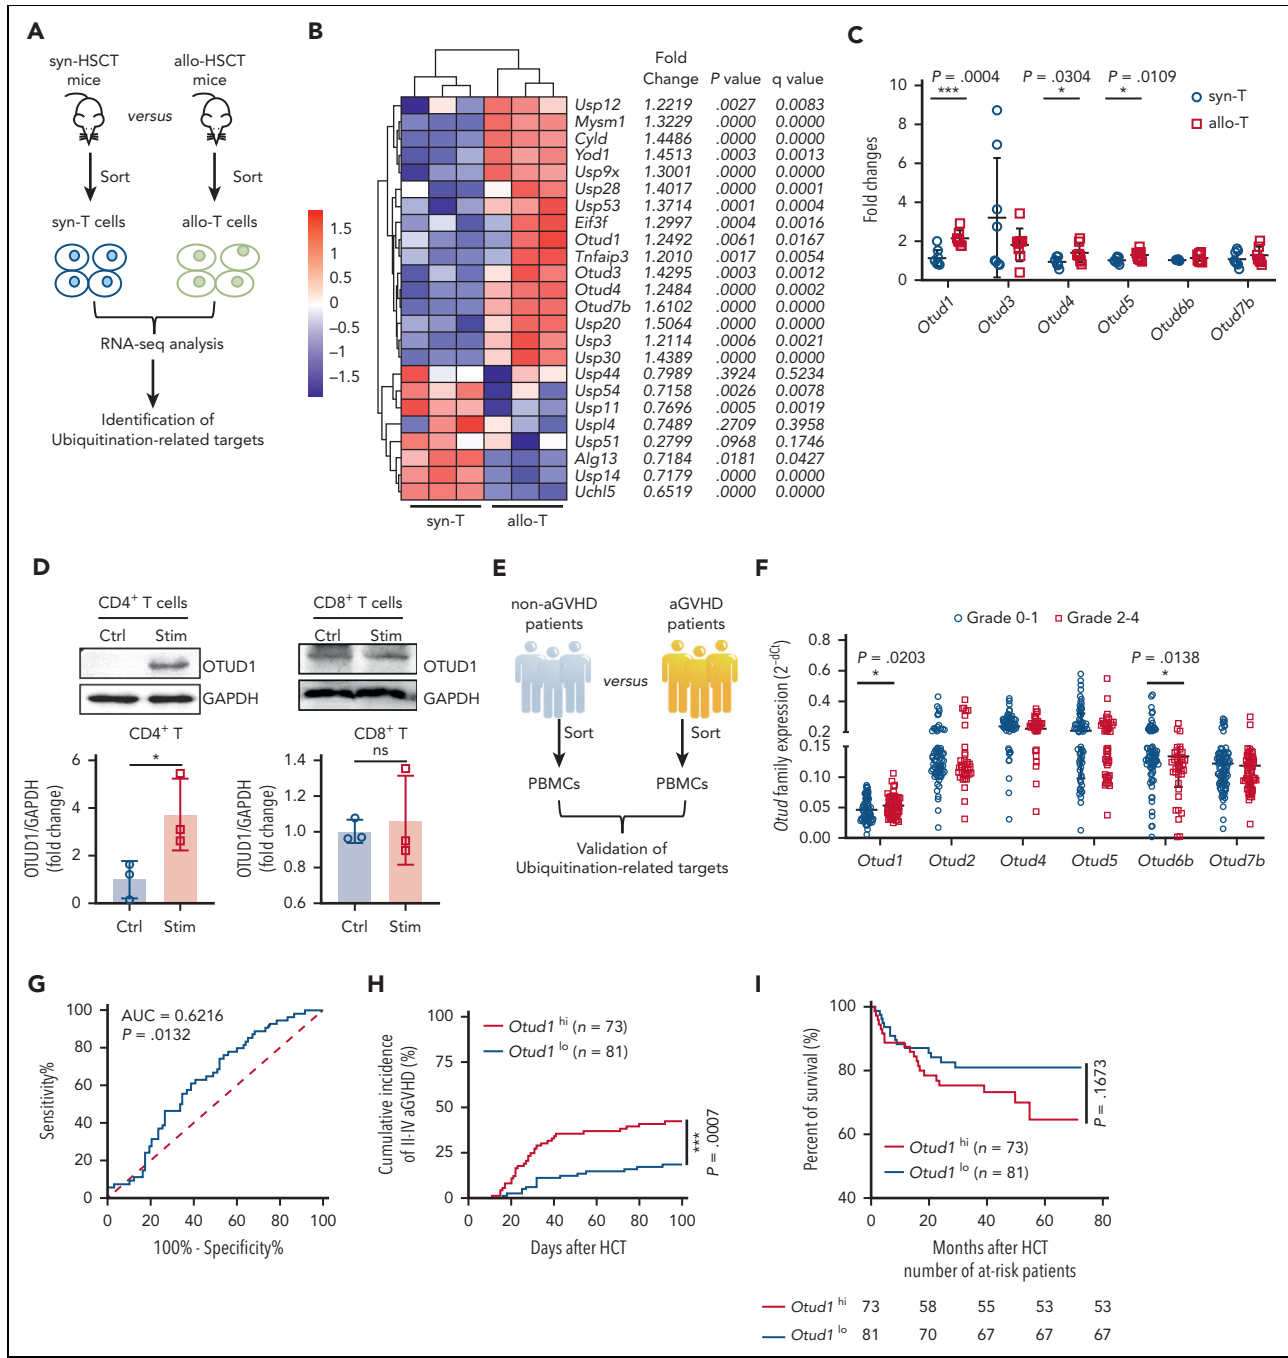 A
syn-HSCT
mice
allo-HSCT
mice
versus
Sort
Sort
syn-T cells
allo-T cells
RNA-seq analysis
Identification of
Ubiquitination-related targets
B
1.5
1
0.5
0
−0.5
−1
−1.5
Fold
Change P value q value
Usp12 1.2219 .0027 0.0083
Mysm1 1.3229 .0000 0.0000
Cyld 1.4486 .0000 0.0000
Yod1 1.4513 .0003 0.0013
Usp9x 1.3001 .0000 0.0000
Usp28 1.4017 .0000 0.0001
Usp53 1.3714 .0001 0.0004
Eif3f 1.2997 .0004 0.0016
Otud1 1.2492 .0061 0.0167
Tnfaip3 1.2010 .0017 0.0054
Otud3 1.4295 .0003 0.0012
Otud4 1.2484 .0000 0.0002
Otud7b 1.6102 .0000 0.0000
Usp20 1.5064 .0000 0.0000
Usp3 1.2114 .0006 0.0021
Usp30 1.4389 .0000 0.0000
Usp44 0.7989 .3924 0.5234
Usp54 0.7158 .0026 0.0078
Usp11 0.7696 .0005 0.0019
Uspl4 0.7489 .2709 0.3958
Usp51 0.2799 .0968 0.1746
Alg13 0.7184 .0181 0.0427
Usp14 0.7179 .0000 0.0000
Uchl5 0.6519 .0000 0.0000
syn-T allo-T
C
P = .0004 P = .0304 P = .0109
*** * *
syn-T
allo-T
Fold changes
10
8
6
4
2
0
Otud1 Otud3 Otud4 Otud5 Otud6b Otud7b
D
CD4+ T cells
Ctrl Stim
OTUD1
GAPDH
CD4+ T
*
OTUD1/GAPDH
(fold change)
6
4
2
0
Ctrl Stim
CD8+ T cells
Ctrl Stim
OTUD1
GAPDH
CD8+ T
ns
OTUD1/GAPDH
(fold change)
1.4
1.2
1.0
0.8
0.6
Ctrl Stim
E
non-aGVHD
patients
aGVHD
patients
versus
Sort
Sort
PBMCs
PBMCs
Validation of
Ubiquitination-related targets
F
Grade 0-1 Grade 2-4
P = .0203 P = .0138
* *
Otud family expression (2−dCt)
0.8
0.6
0.4
0.2
0.15
0.10
0.05
0.00
Otud1 Otud2 Otud4 Otud5 Otud6b Otud7b
G
AUC = 0.6216
P = .0132
Sensitivity%
100
80
60
40
20
0
0 20 40 60 80 100
100% - Specificity%
H
Otud1 hi (n = 73)
Otud1 lo (n = 81)
Cumulative incidence
of II-IV aGVHD (%)
100
75
50
25
0
***
P = .0007
0 20 40 60 80 100
Days after HCT
I
Percent of survival (%)
100
80
60
40
P = .1673
Otud1 hi (n = 73)
Otud1 lo (n = 81)
0 20 40 60 80
Months after HCT
number of at-risk patients
Otud1 hi 73 58 55 53 53
Otud1 lo 81 70 67 67 67